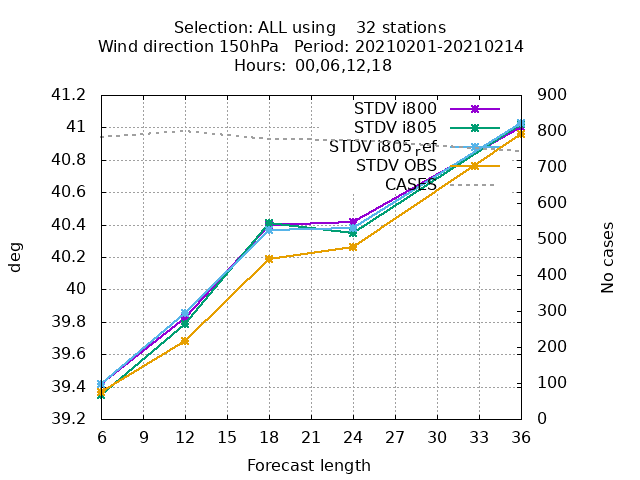 Selection: ALL using    32 stations
Wind direction 150hPa   Period: 20210201-20210214
Hours: 00,06,12,18
41.2
41
40.8
40.6
40.4
40.2
40
39.8
39.6
39.4
39.2
deg
STDV i800
STDV i805
STDV i805ref
STDV OBS
CASES
900
800
700
600
500
400
300
200
100
0
No cases
6 9 12 15 18 21 24 27 30 33 36
Forecast length